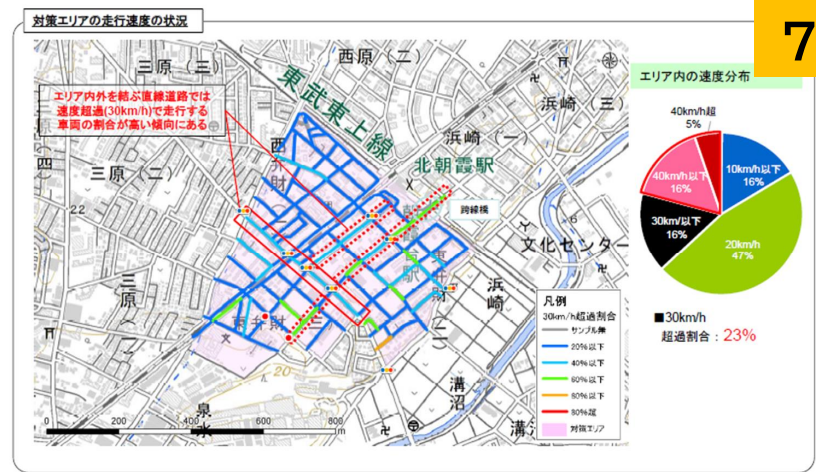 対策エリアの走行速度の状況
7
エリア内外を結ぶ直線道路では
速度超過(30km/h)で走行する
車両の割合が高い傾向にある
三原(三)
西原(二)
東武東上線
浜崎(三)
浜崎(一)
北朝霞駅
跨線橋
三原(二)
22
文化センター
浜崎
溝沼
泉水
20
凡例
30km/h超過割合
サンプル無
20%以下
40%以下
60%以下
80%以下
80%超
対策エリア
0 200 400 600 800
m
エリア内の速度分布
40km/h超
5%
10km/h以下
16%
40km/h以下
16%
30km/h以下
16%
20km/h
47%
■30km/h
超過割合：23%